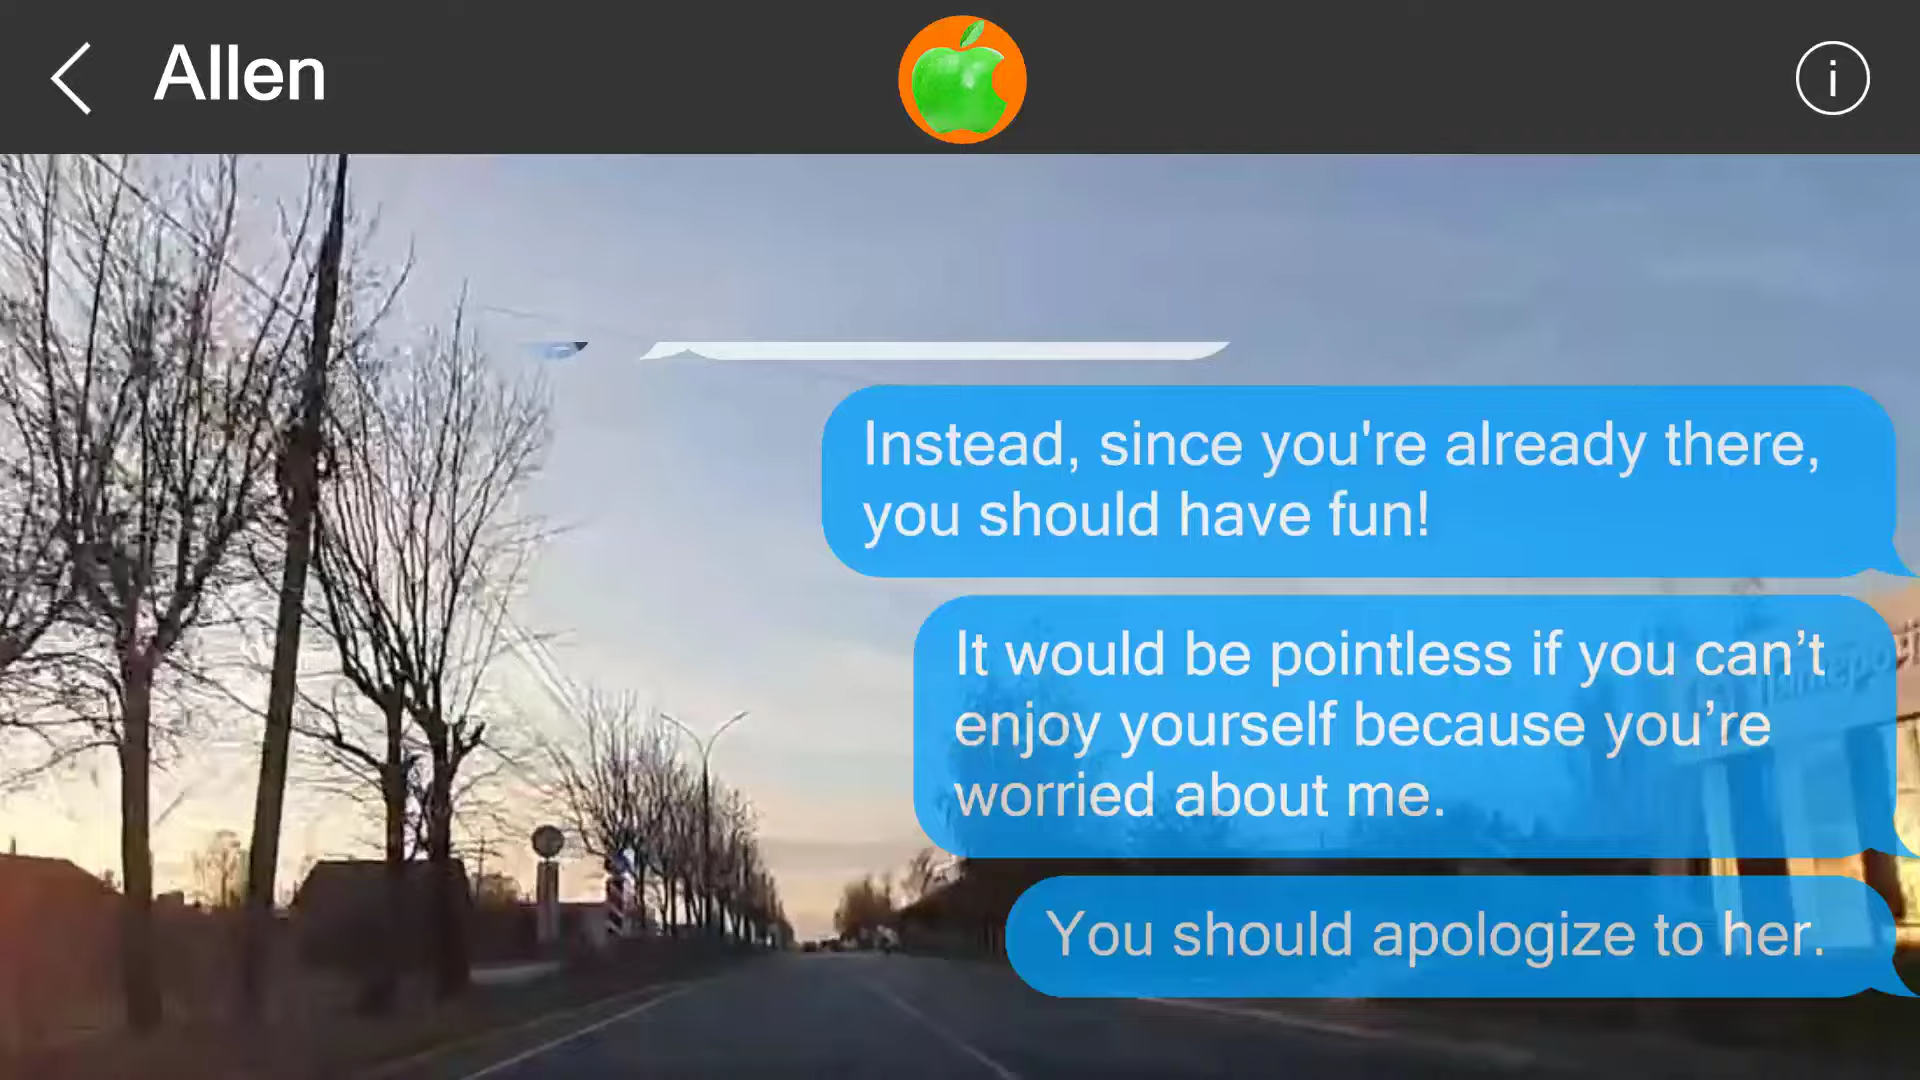 Allen
i
Instead, since you're already there,
you should have fun!
It would be pointless if you can’t
enjoy yourself because you’re
worried about me.
You should apologize to her.